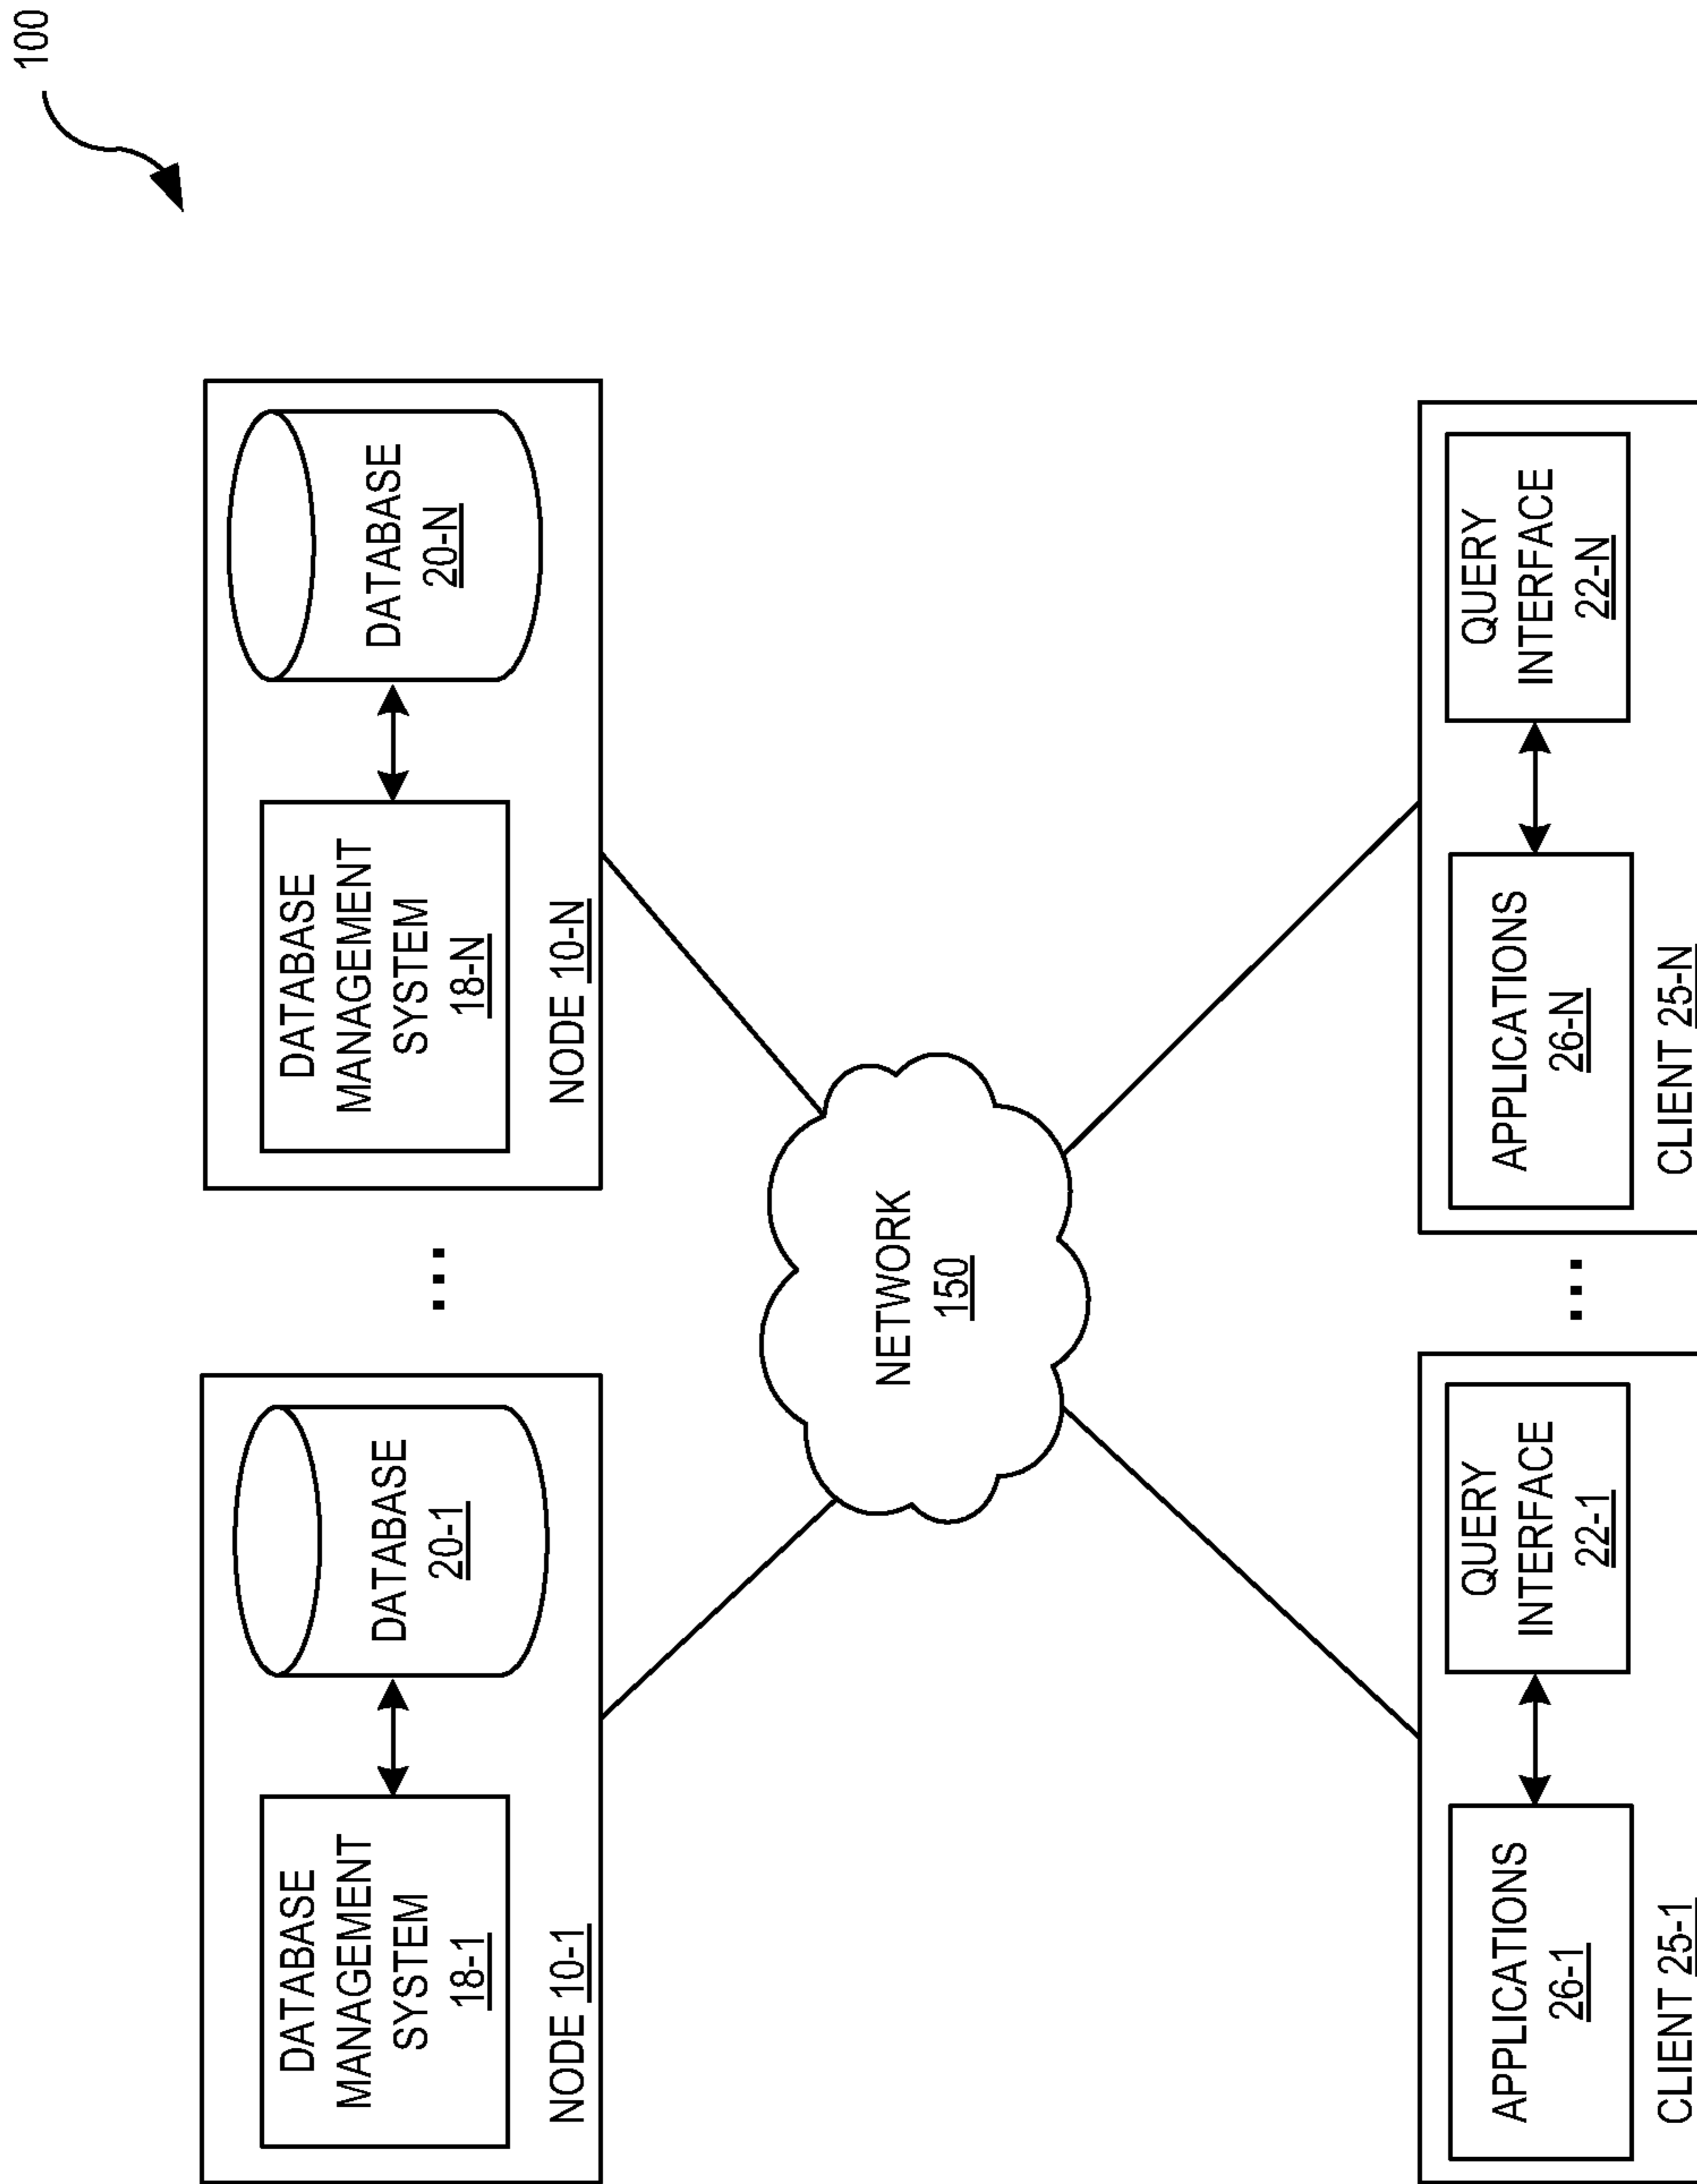 100
DATABASE
MANAGEMENT
SYSTEM
18-1
DATABASE
20-1
NODE 10-1
...
DATABASE
MANAGEMENT
SYSTEM
18-N
DATABASE
20-N
NODE 10-N
NETWORK
150
APPLICATIONS
26-1
QUERY
INTERFACE
22-1
CLIENT 25-1
...
APPLICATIONS
26-N
QUERY
INTERFACE
22-N
CLIENT 25-N